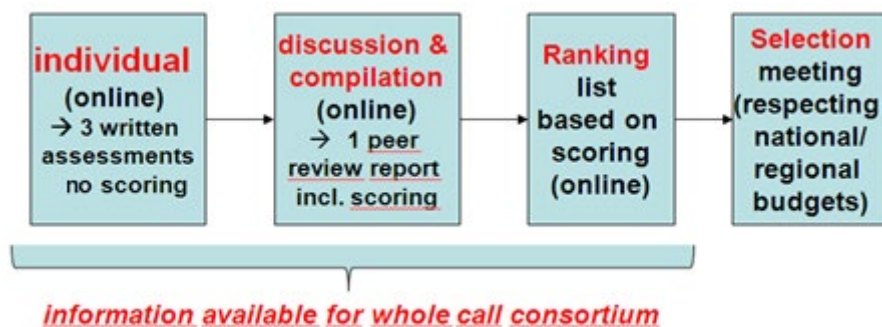 individual
(online)
→ 3 written
assessments
no scoring
discussion &
compilation
(online)
→ 1 peer
review report
incl. scoring
Ranking
list
based on
scoring
(online)
Selection
meeting
(respecting
national/
regional
budgets)
information available for whole call consortium